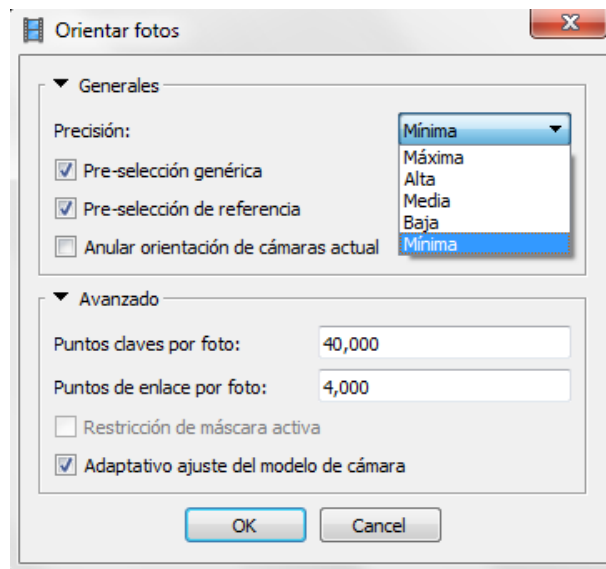 Orientar fotos
Generales
Precisión: Mínima
Máxima
Pre-selección genérica
Alta
Media
Pre-selección de referencia
Baja
Anular orientación de cámaras actual Mínima
Avanzado
Puntos claves por foto: 40,000
Puntos de enlace por foto: 4,000
Restricción de máscara activa
Adaptativo ajuste del modelo de cámara
OK Cancel